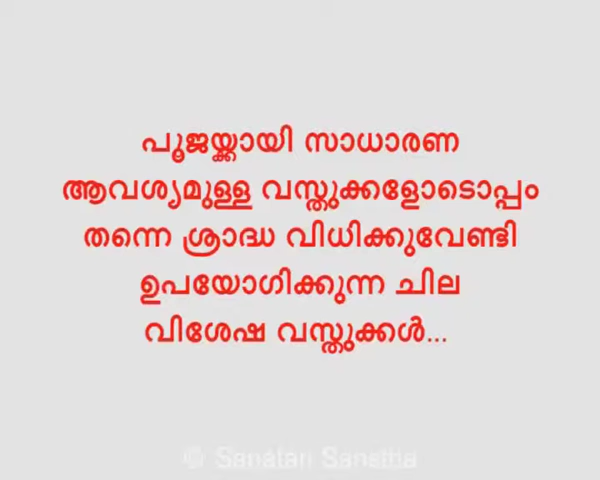 പൂജയ്ക്കായി സാധാരണ
ആവശ്യമുള്ള വസ്തുക്കളോടൊപ്പം
തന്നെ ശ്രാദ്ധ വിധിക്കുവേണ്ടി
ഉപയോഗിക്കുന്ന ചില
വിശേഷ വസ്തുക്കൾ...
© Sanatan Sanstha